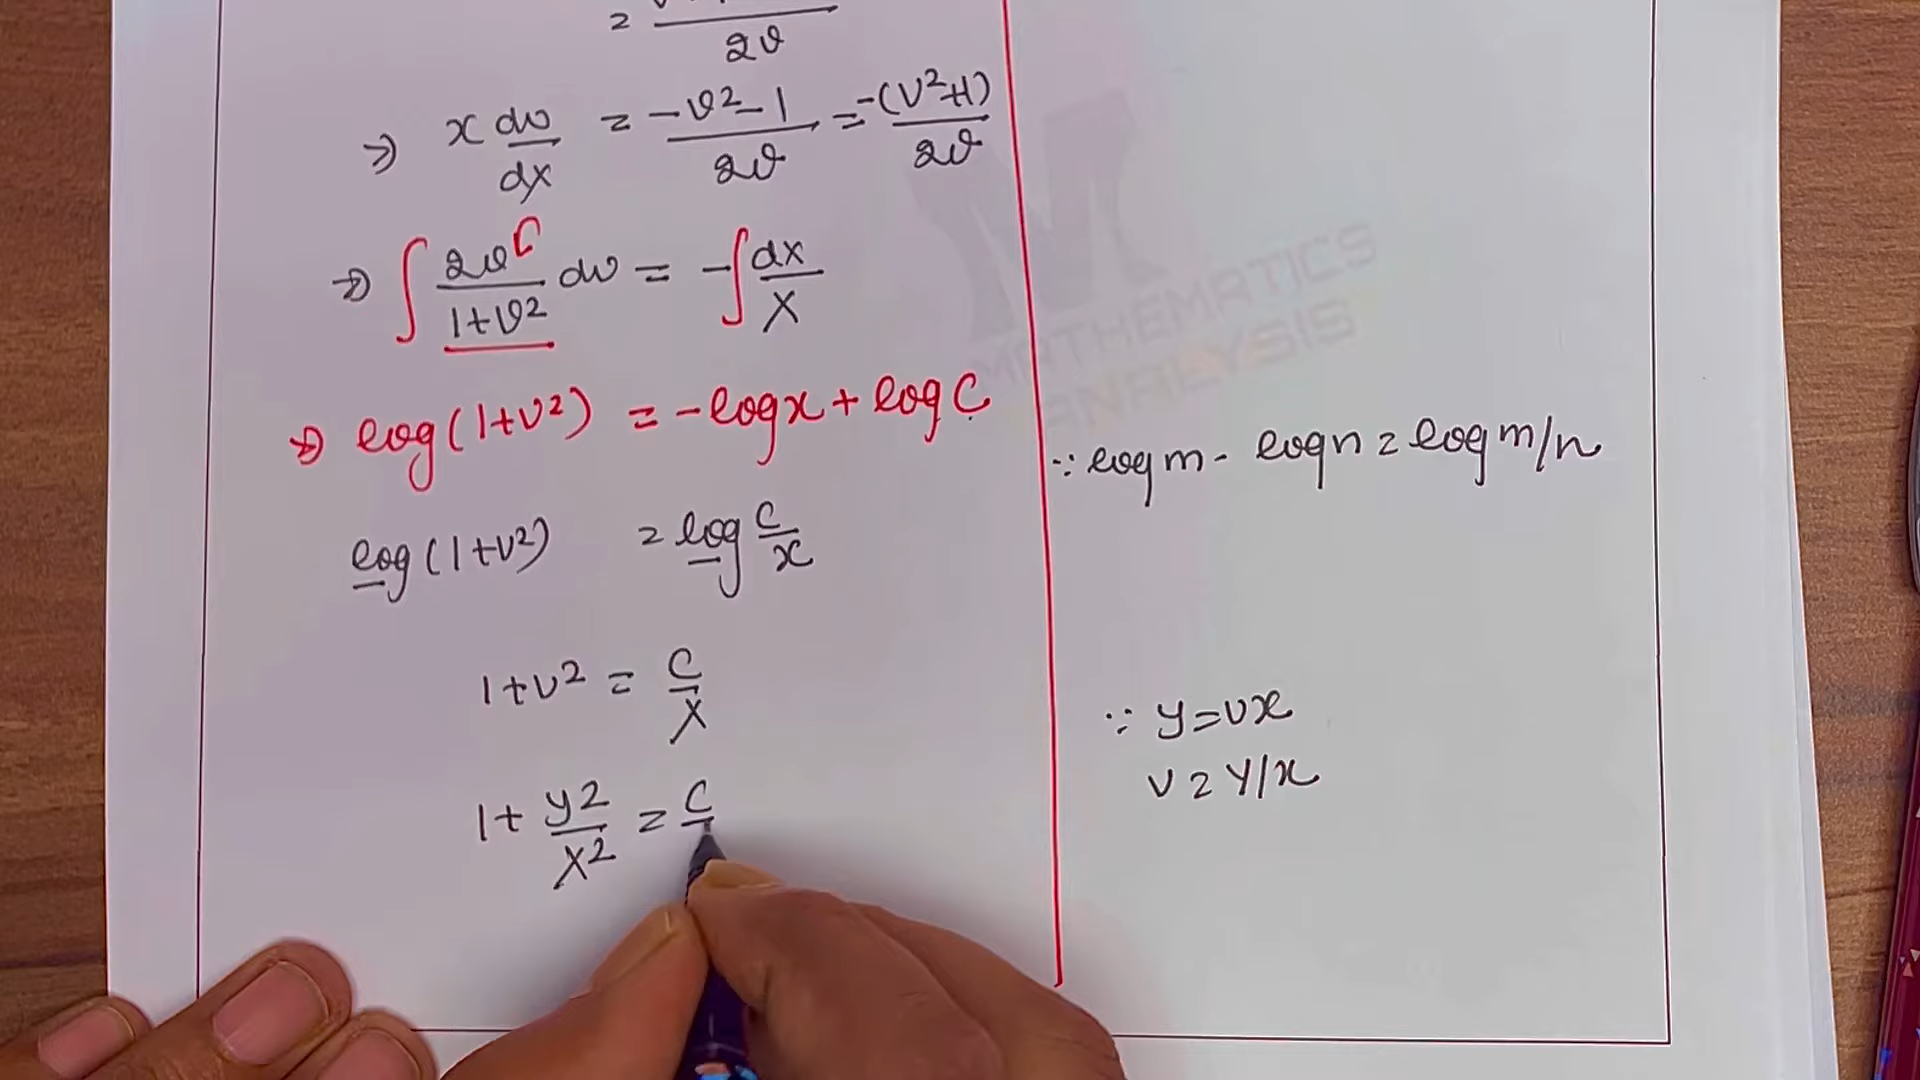 = 2v
⇒ x dv/dx = -v²-1/2v = -(v²+1)/2v
⇒ ∫ 2v/1+v² dv = -∫ dx/x
⇒ log(1+v²) = -log x + log C
log(1+v²) = log c/x
1+v² = c/x
1+ y2/x² = c
∵ log m - log n = log m/n
∵ y=vx
v = y/x
MATHEMATICS
ANALYSIS